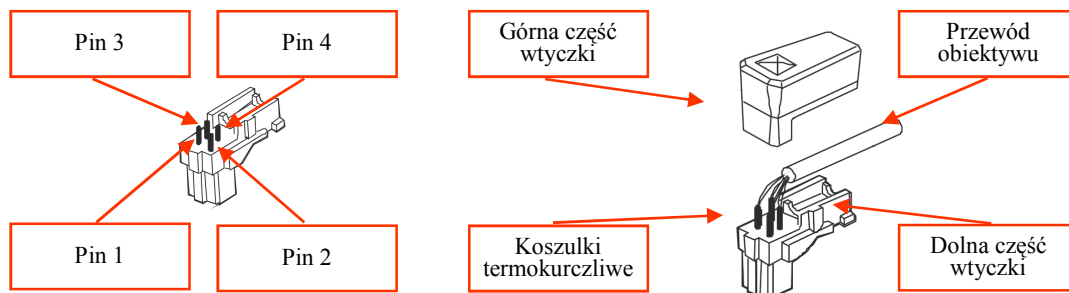 Pin 3
Pin 4
Pin 1
Pin 2
Górna część
wtyczki
Przewód
obiektywu
Koszulki
termokurczliwe
Dolna część
wtyczki